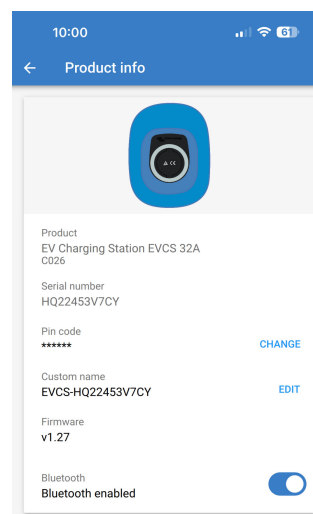 10:00
61
Product info
Product
EV Charging Station EVCS 32A
C026
Serial number
HQ22453V7CY
Pin code
******
CHANGE
Custom name
EVCS-HQ22453V7CY
EDIT
Firmware
v1.27
Bluetooth
Bluetooth enabled